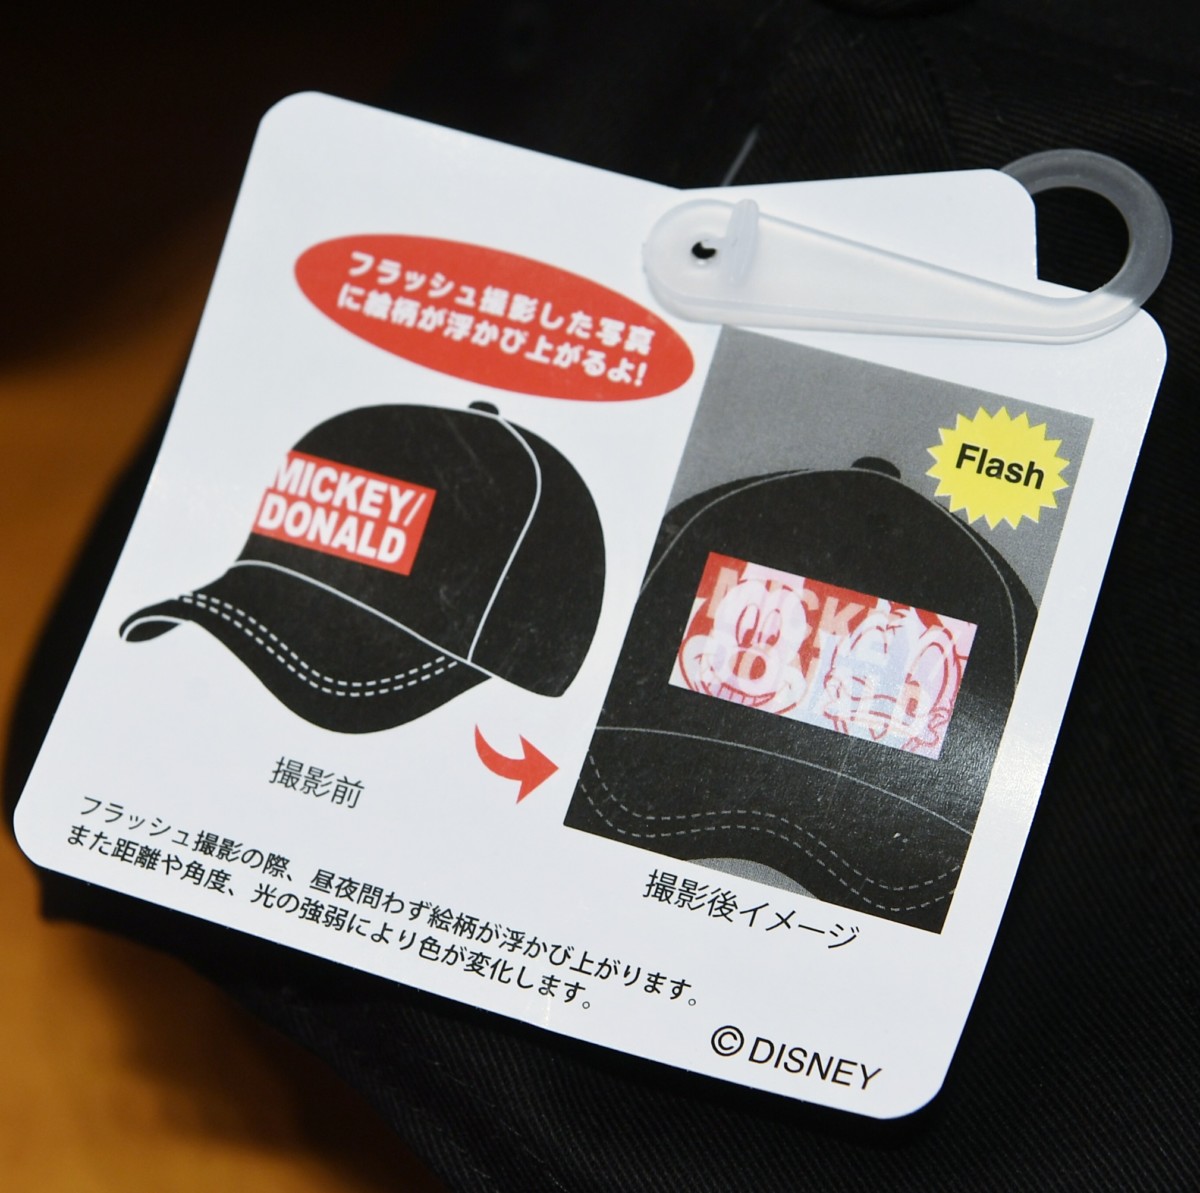 フラッシュ撮影した写真
に絵柄が浮かび上がるよ!
Flash
MICKEY/
DONALD
撮影前
撮影後イメージ
フラッシュ撮影の際、昼夜問わず絵柄が浮かび上がります。
また距離や角度、光の強弱により色が変化します。
©DISNEY